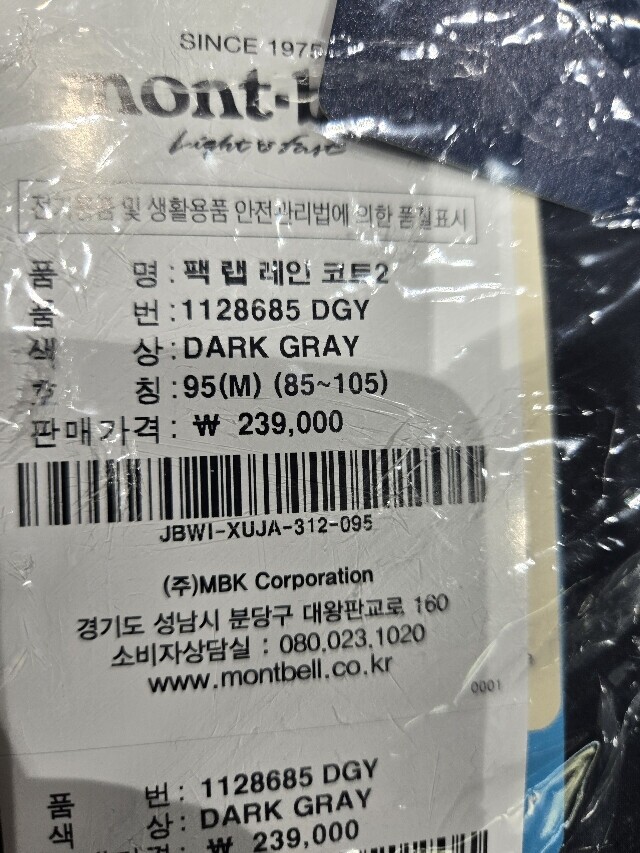 SINCE 1975
mont-b
Light & Fast
전기용품 및 생활용품 안전관리법에 의한 품질표시
품 명 : 팩 랩 레인 코트2
품 번 : 1128685 DGY
색 상 : DARK GRAY
칭 : 95(M) (85~105)
판매가격 : ₩ 239,000
JBWI-XUJA-312-095
(주)MBK Corporation
경기도 성남시 분당구 대왕판교로 160
소비자상담실 : 080.023.1020
www.montbell.co.kr
0001
품 번 : 1128685 DGY
색 상 : DARK GRAY
₩ 239,000